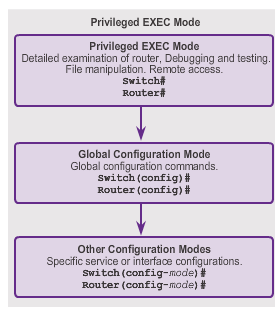 Privileged EXEC Mode
Privileged EXEC Mode
Detailed examination of router, Debugging and testing.
File manipulation. Remote access.
Switch#
Router#
Global Configuration Mode
Global configuration commands.
Switch(config)#
Router(config)#
Other Configuration Modes
Specific service or interface configurations.
Switch(config-mode)#
Router(config-mode)#